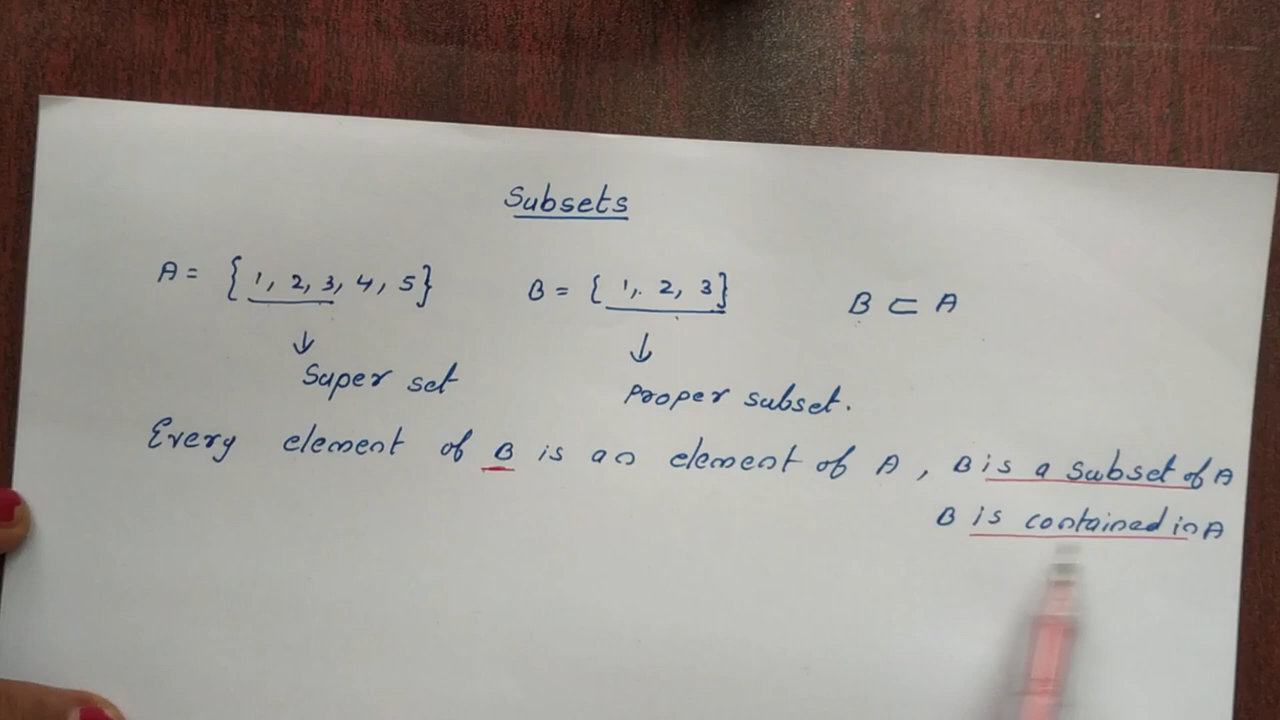 Subsets
A = { 1, 2, 3, 4, 5} B = { 1, 2, 3} B ⊂ A
↓ Super set ↓ Proper subset.
Every element of B is an element of A , B is a subset of A
B is contained in A